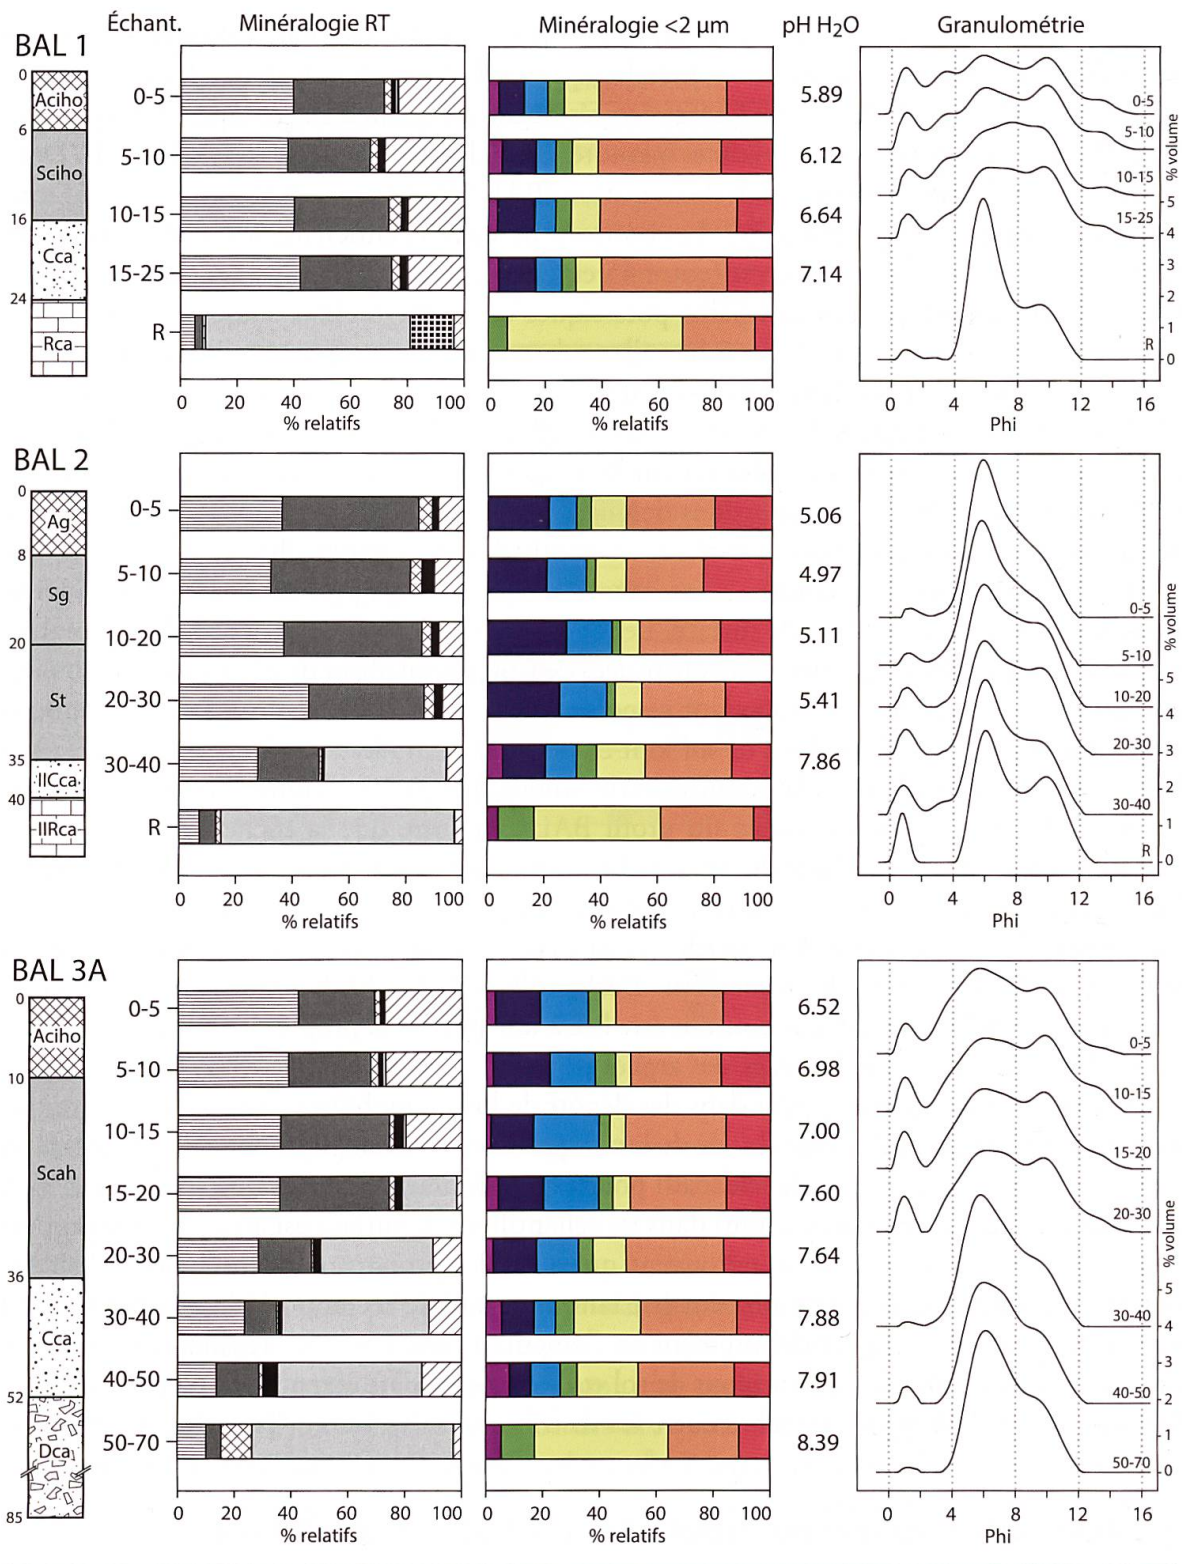 Échant. Minéralogie RT Minéralogie <2 µm pH H₂O Granulométrie
BAL 1
0
Aciho
6
Sciho
16
Cca
24
Rca
0-5
5-10
10-15
15-25
R
0 20 40 60 80 100
% relatifs
0 20 40 60 80 100
% relatifs
5.89
6.12
6.64
7.14
0-5
5-10
10-15
15-25
R
% volume
5
4
3
2
1
0
0 4 8 12 16
Phi
BAL 2
0
Ag
8
Sg
20
St
35
IICca
40
IIRca
0-5
5-10
10-20
20-30
30-40
R
0 20 40 60 80 100
% relatifs
0 20 40 60 80 100
% relatifs
5.06
4.97
5.11
5.41
7.86
0-5
5-10
10-20
20-30
30-40
R
% volume
5
4
3
2
1
0
0 4 8 12 16
Phi
BAL 3A
0
Aciho
10
Scah
36
Cca
52
Dca
85
0-5
5-10
10-15
15-20
20-30
30-40
40-50
50-70
0 20 40 60 80 100
% relatifs
0 20 40 60 80 100
% relatifs
6.52
6.98
7.00
7.60
7.64
7.88
7.91
8.39
0-5
10-15
15-20
20-30
30-40
40-50
50-70
% volume
5
4
3
2
1
0
0 4 8 12 16
Phi